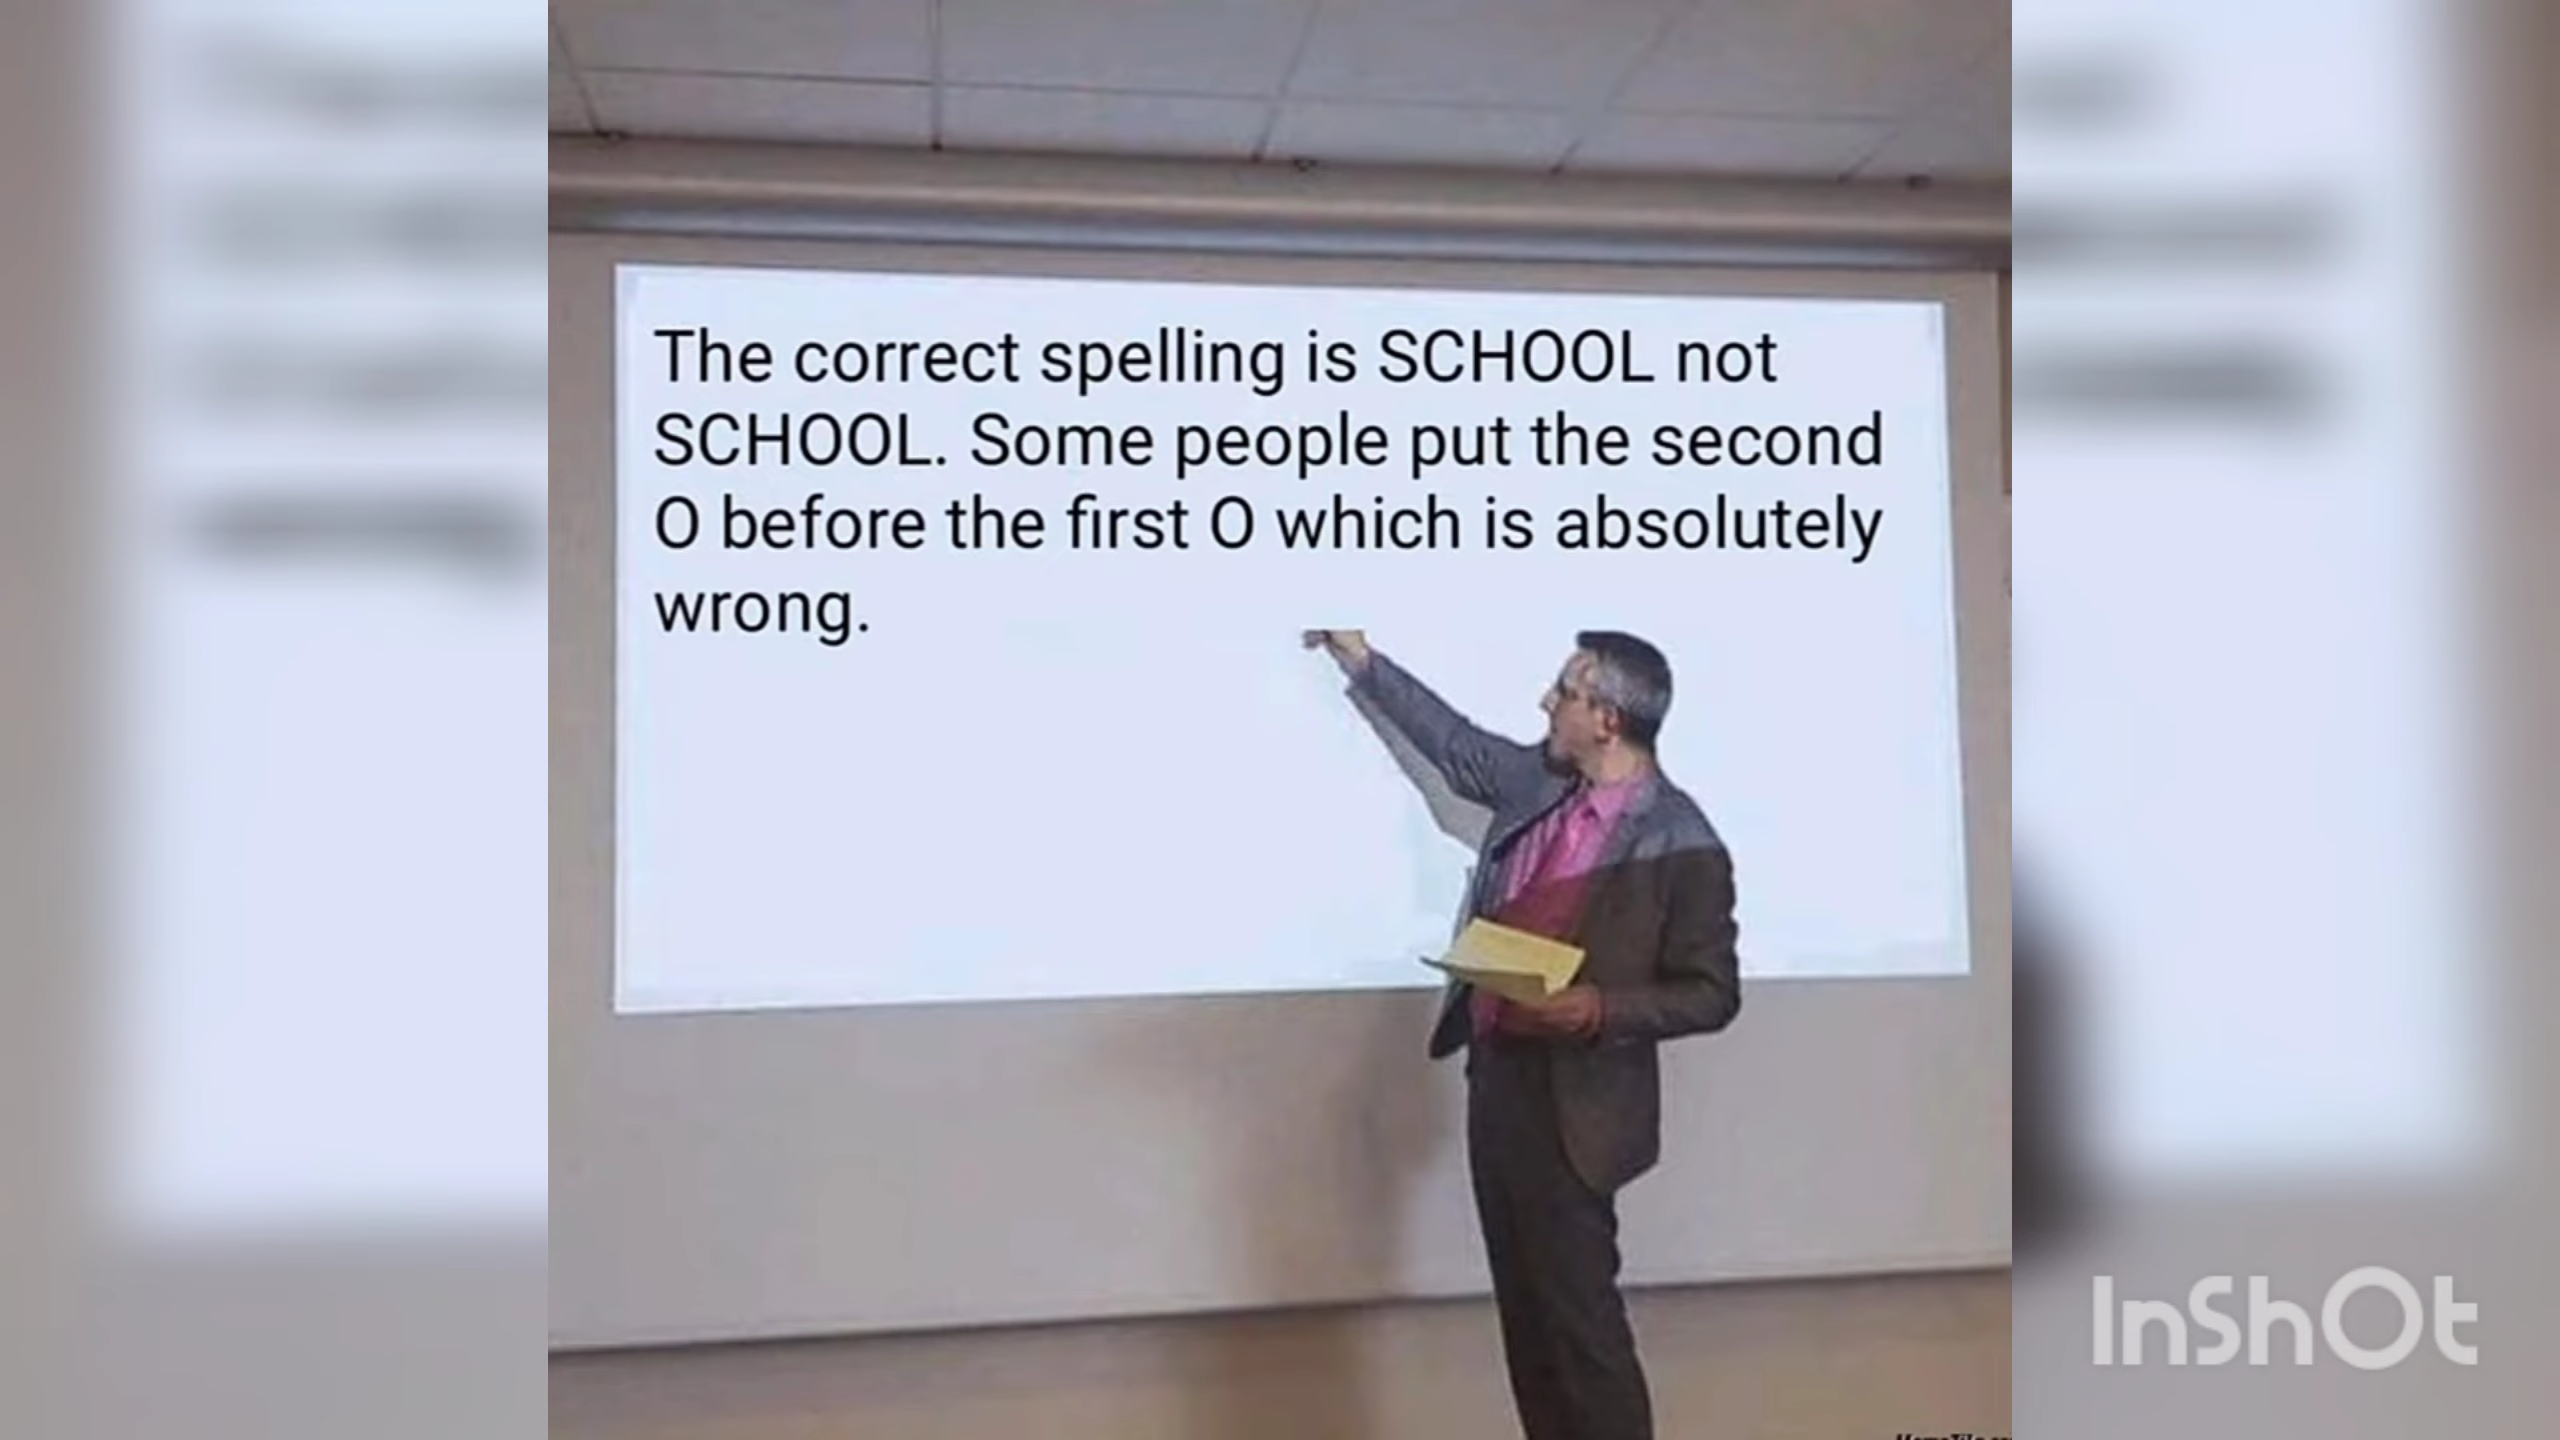 The correct spelling is SCHOOL not
SCHOOL. Some people put the second
O before the first O which is absolutely
wrong.
InShOt